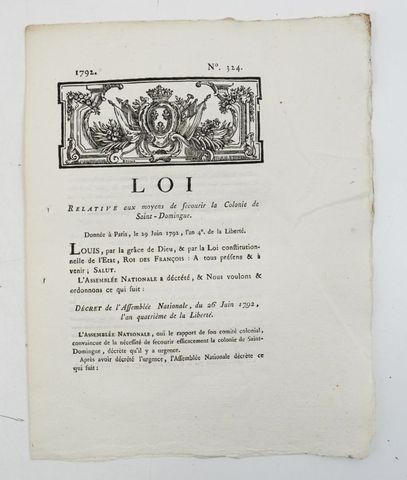 1792. N°. 324.
LOI
RELATIVE aux moyens de ſecourir la Colonie de
Saint-Domingue.
Donnée à Paris, le 29 Juin 1792, l'an 4e. de la Liberté.
LOUIS, par la grâce de Dieu, & par la Loi conſtitution-
nelle de l'Etat, ROI DES FRANÇOIS : A tous préſens & à
venir ; SALUT.
L'ASSEMBLÉE NATIONALE a décrété, & Nous voulons &
ordonnons ce qui ſuit :
DÉCRET de l'Aſſemblée Nationale, du 26 Juin 1792,
l'an quatrième de la Liberté.
L'ASSEMBLÉE NATIONALE, ouï le rapport de ſon comité colonial,
convaincue de la néceſſité de ſecourir efficacement la colonie de Saint-
Domingue, décrète qu'il y a urgence.
Après avoir décrété l'urgence, l'Aſſemblée Nationale décrète ce
qui ſuit :